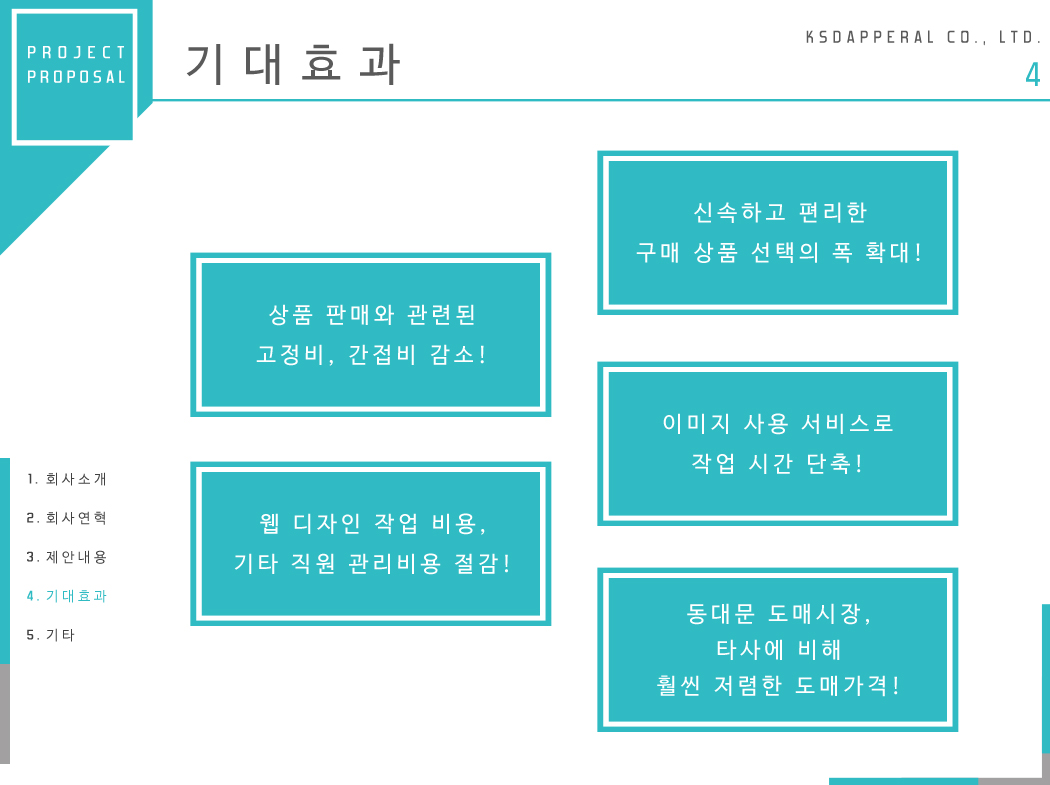 PROJECT
PROPOSAL
기대효과
KSDAPPERAL CO., LTD.
4
상품 판매와 관련된
고정비, 간접비 감소!
웹 디자인 작업 비용,
기타 직원 관리비용 절감!
신속하고 편리한
구매 상품 선택의 폭 확대!
이미지 사용 서비스로
작업 시간 단축!
동대문 도매시장,
타사에 비해
훨씬 저렴한 도매가격!
1. 회사소개
2. 회사연혁
3. 제안내용
4. 기대효과
5. 기타